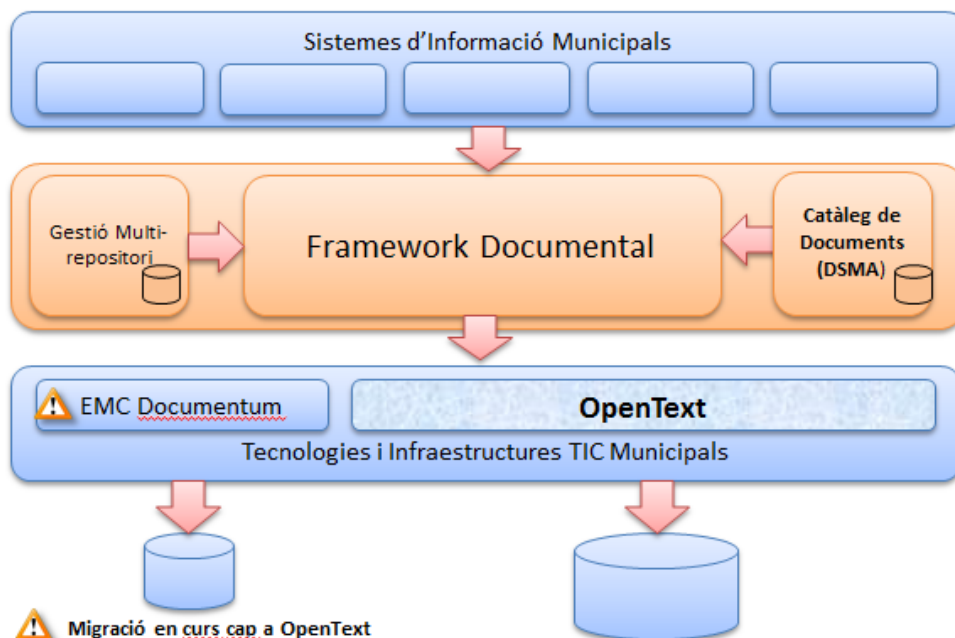 Sistemes d'Informació Municipals
Gestió Multi-
repositori
Framework Documental
Catàleg de
Documents
(DSMA)
EMC Documentum
OpenText
Tecnologies i Infraestructures TIC Municipals
Migració en curs cap a OpenText